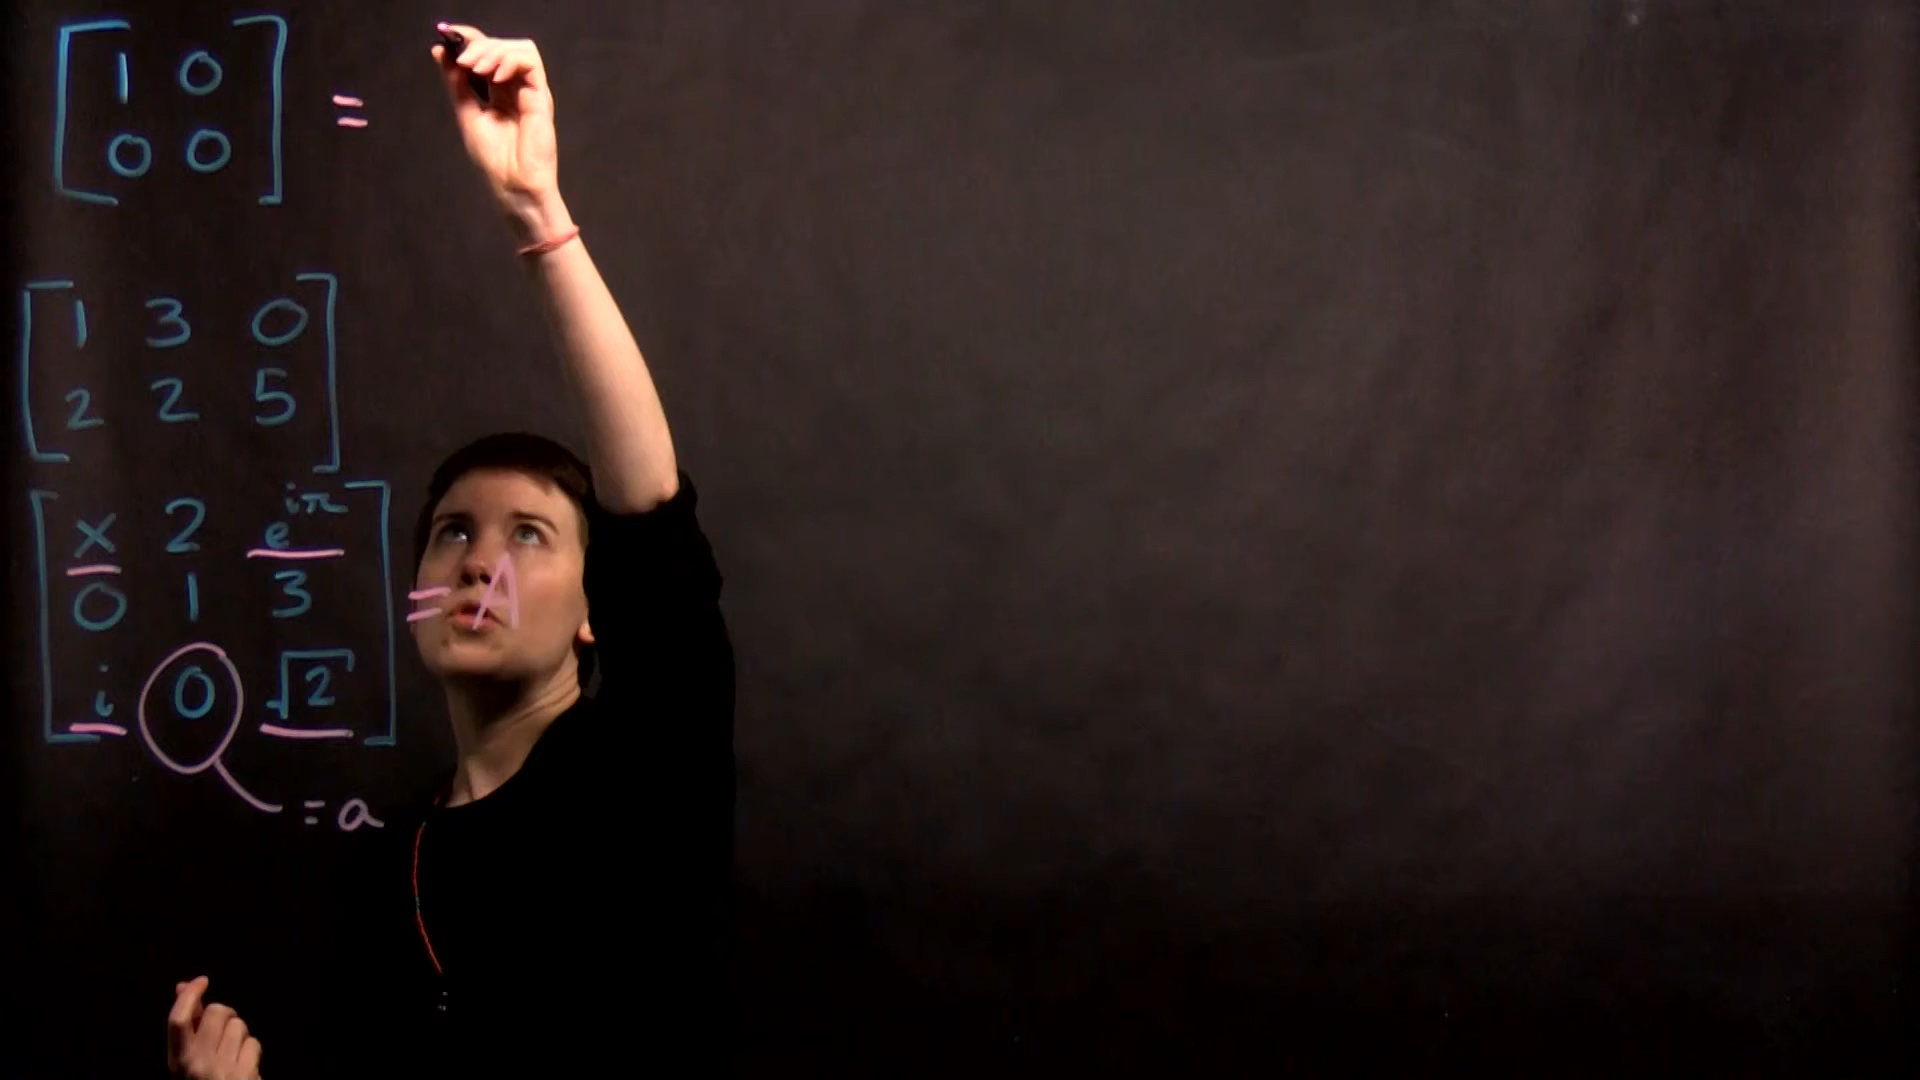 [ 1 0 ] =
[ 0 0 ]
[ 1 3 0 ]
[ 2 2 5 ]
[ x 2 e^{iπ} ]
[ 0 1 3 ] = A
[ i 0 √2 ]
= a